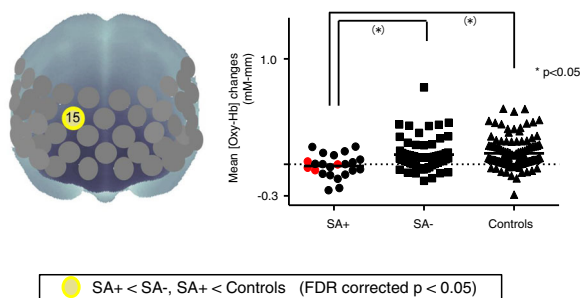 15
(*)
(*)
* p<0.05
Mean [Oxy-Hb] changes
(mM-mm)
1.0
-0.3
SA+
SA-
Controls
SA+ < SA-, SA+ < Controls (FDR corrected p < 0.05)